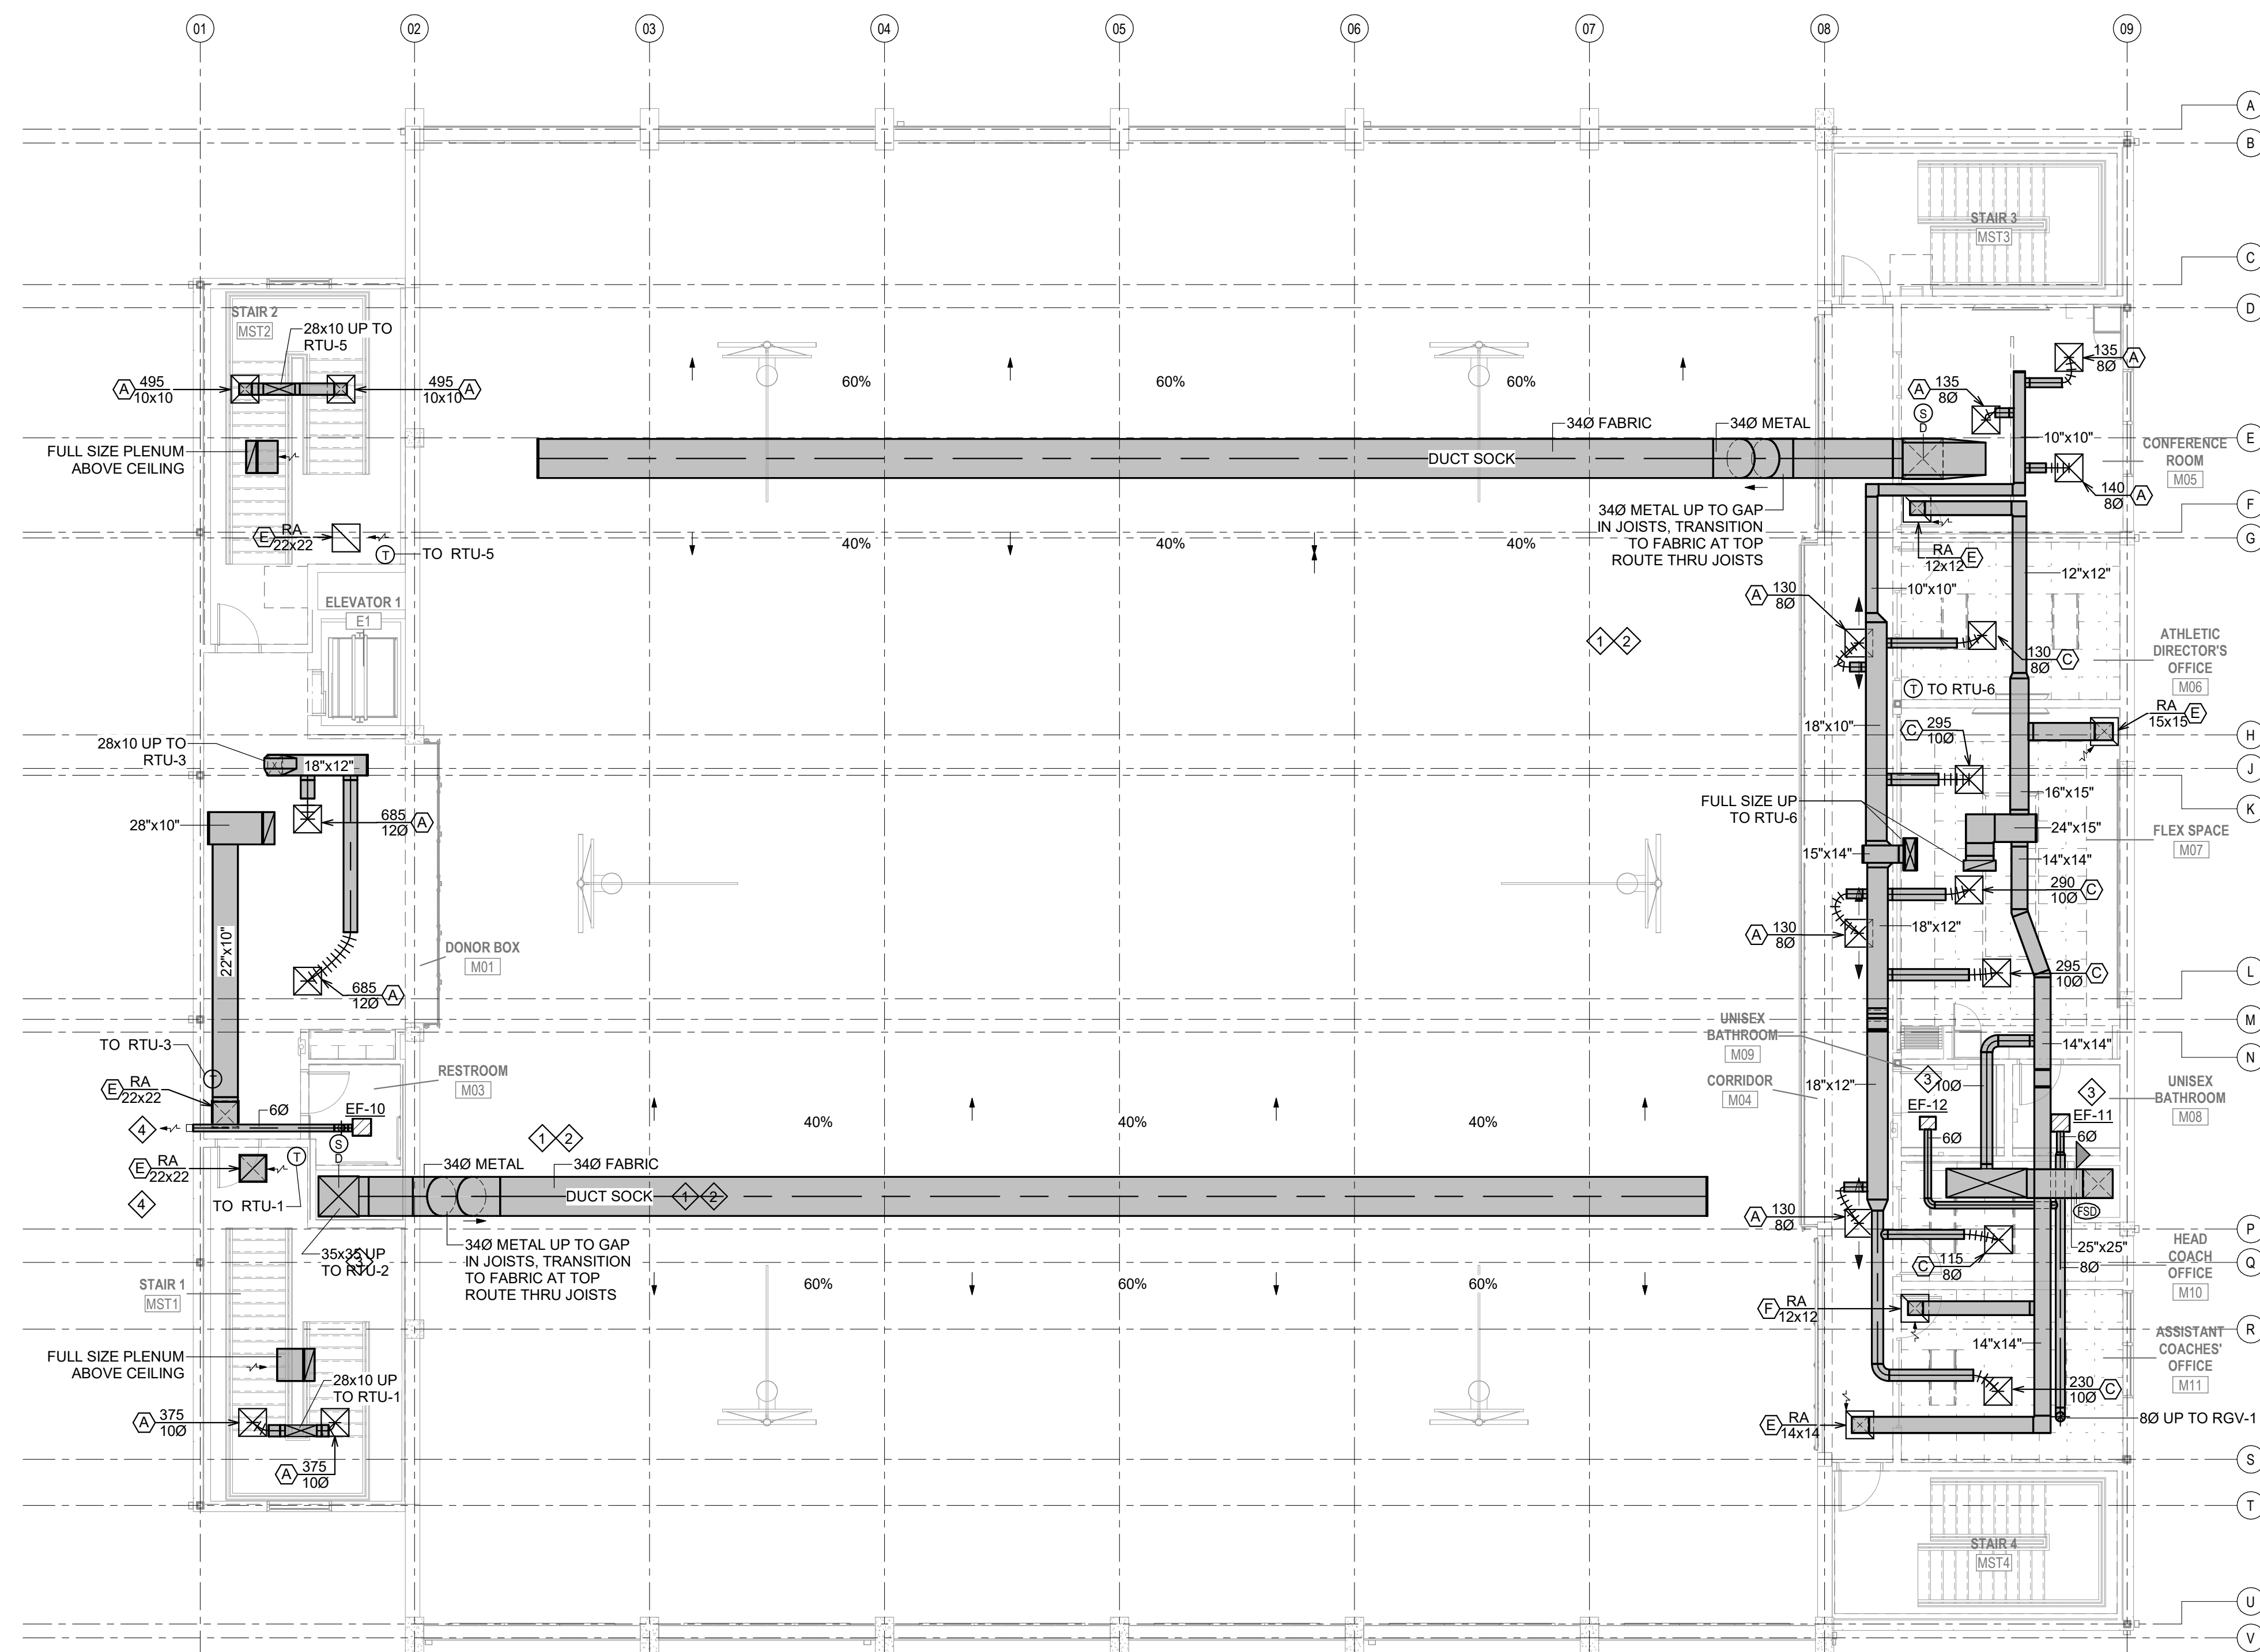 01
02
03
04
05
06
07
08
09
A
B
C
D
E
F
G
H
J
K
L
M
N
P
Q
R
S
T
U
V
STAIR 2
MST2
28x10 UP TO
RTU-5
A
495
10x10
495
10x10
A
FULL SIZE PLENUM
ABOVE CEILING
E
RA
22x22
T
TO RTU-5
ELEVATOR 1
E1
28x10 UP TO
RTU-3
18"x12"
28"x10"
685
12Ø
A
22"x10"
685
12Ø
A
DONOR BOX
M01
TO RTU-3
T
E
RA
22x22
6Ø
EF-10
RESTROOM
M03
4
S
D
E
RA
22x22
T
4
TO RTU-1
35x35 UP
TO RTU-2
3
STAIR 1
MST1
FULL SIZE PLENUM
ABOVE CEILING
28x10 UP
TO RTU-1
A
375
10Ø
A
375
10Ø
60%
60%
60%
34Ø FABRIC
34Ø METAL
DUCT SOCK
34Ø METAL UP TO GAP
IN JOISTS, TRANSITION
TO FABRIC AT TOP
ROUTE THRU JOISTS
40%
40%
40%
1
2
40%
40%
40%
1
2
34Ø METAL
34Ø FABRIC
DUCT SOCK
1
2
34Ø METAL UP TO GAP
IN JOISTS, TRANSITION
TO FABRIC AT TOP
ROUTE THRU JOISTS
60%
60%
60%
STAIR 3
MST3
135
8Ø
A
A
135
8Ø
S
D
10"x10"
CONFERENCE
ROOM
M05
140
8Ø
A
RA
12x12
E
12"x12"
10"x10"
A
130
8Ø
130
8Ø
C
ATHLETIC
DIRECTOR'S
OFFICE
M06
T
TO RTU-6
RA
15x15
E
18"x10"
C
295
10Ø
16"x15"
FULL SIZE UP
TO RTU-6
24"x15"
FLEX SPACE
M07
15"x14"
14"x14"
290
10Ø
C
A
130
8Ø
18"x12"
295
10Ø
C
UNISEX
BATHROOM
M09
14"x14"
CORRIDOR
M04
18"x12"
3
10Ø
3
UNISEX
BATHROOM
M08
EF-12
EF-11
6Ø
6Ø
FSD
A
130
8Ø
25"x25"
C
115
8Ø
8Ø
HEAD
COACH
OFFICE
M10
F
RA
12x12
14"x14"
ASSISTANT
COACHES'
OFFICE
M11
230
10Ø
C
E
RA
14x14
8Ø UP TO RGV-1
STAIR 4
MST4